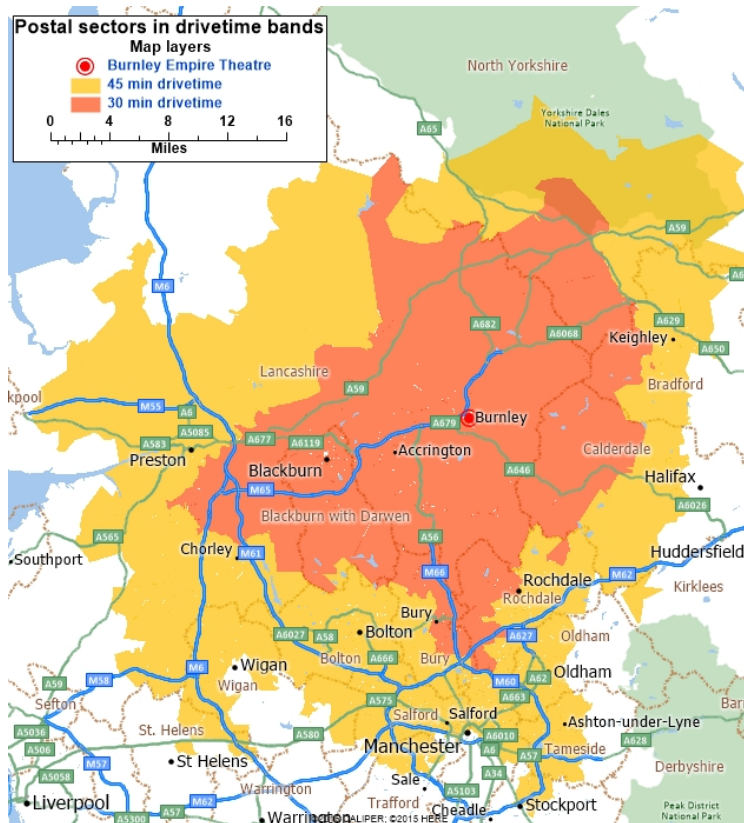 Postal sectors in drivetime bands
Map layers
Burnley Empire Theatre
45 min drivetime
30 min drivetime
0 4 8 12 16
Miles
North Yorkshire
Yorkshire Dales
National Park
A65
A59
M6
A682
A6068
A629
Keighley
A650
Lancashire
A59
Bradford
kpool
M55
A6
A5085
A583
A677
A6119
A679
Burnley
Preston
Blackburn
Accrington
Calderdale
A646
Halifax
M65
A6026
Blackburn with Darwen
A565
A56
Southport
Chorley
M61
Huddersfield
M66
M62
Rochdale
Rochdale
Kirklees
Bury
A6027
A58
Bolton
A627
Oldham
Bolton
A666
Bury
M6
Wigan
Wigan
M58
A59
Sefton
M60
A62
Oldham
A575
A663
St. Helens
A580
Salford
Salford
Ashton-under-Lyne
A5036
A506
Manchester
A6010
A6
A628
Tameside
A57
M57
St Helens
A5058
Warrington
Sale
A34
Derbyshire
Liverpool
M62
A57
Trafford
A5103
Stockport
Peak District
National Park
A5300
Warrington
Cheadle
CALIPER; ©2015 HERE